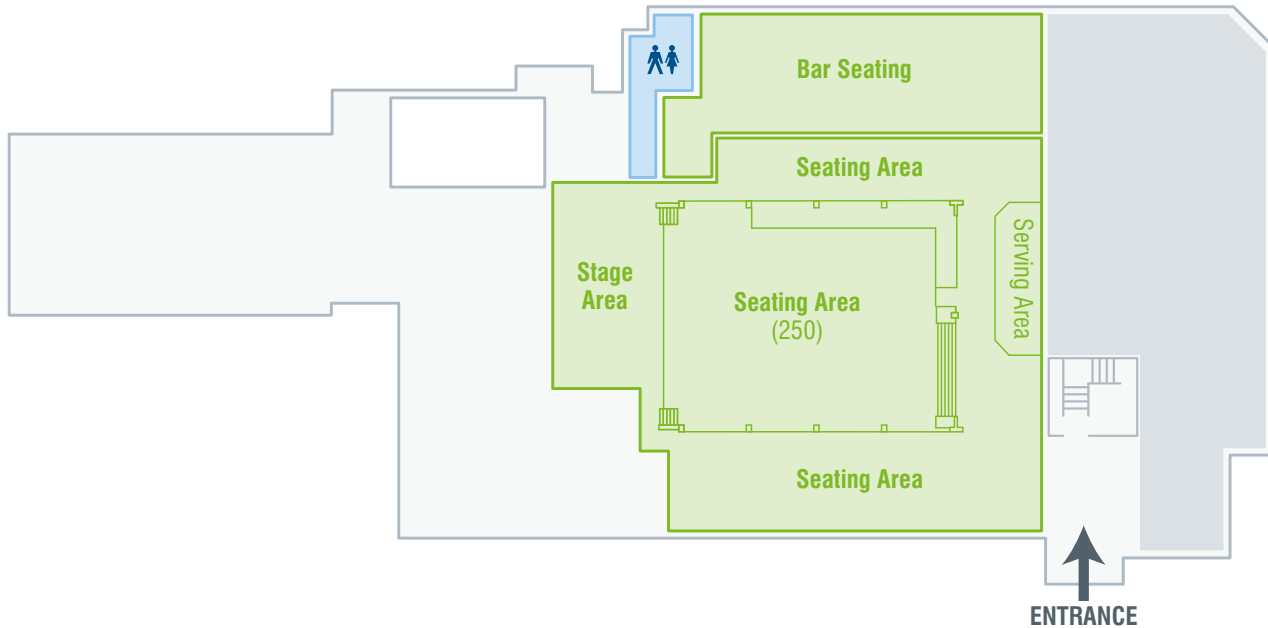 Bar Seating
Seating Area
Serving Area
Stage
Area
Seating Area
(250)
Seating Area
ENTRANCE